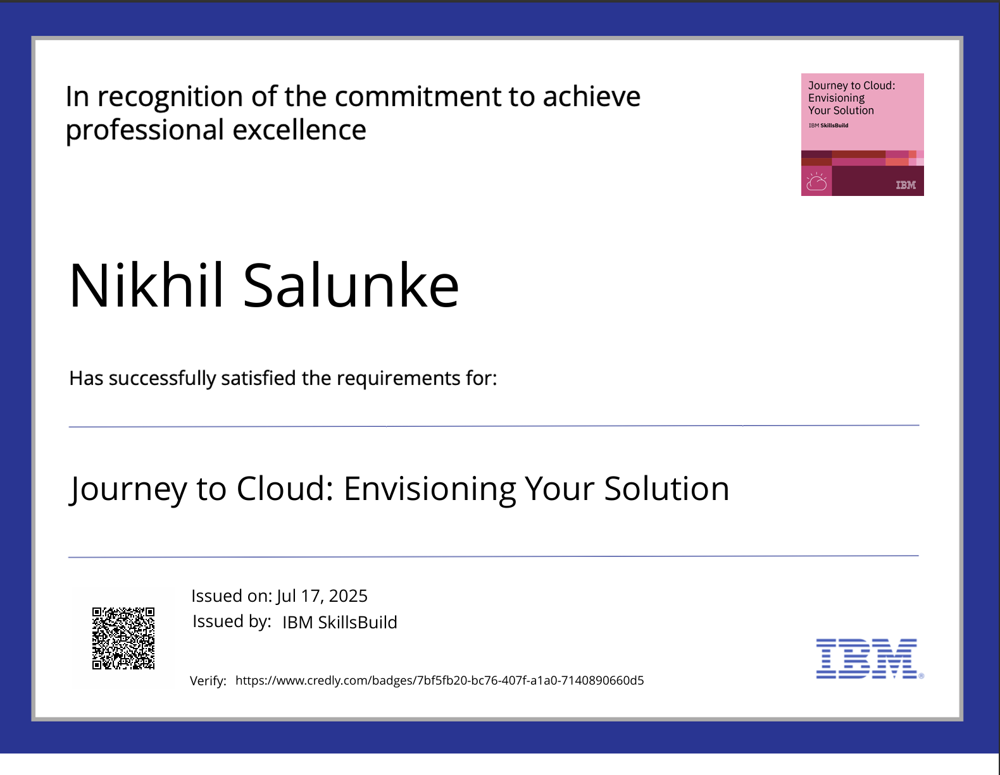 In recognition of the commitment to achieve
professional excellence
Journey to Cloud:
Envisioning
Your Solution
IBM SkillsBuild
IBM
Nikhil Salunke
Has successfully satisfied the requirements for:
Journey to Cloud: Envisioning Your Solution
Issued on: Jul 17, 2025
Issued by: IBM SkillsBuild
Verify: https://www.credly.com/badges/7bf5fb20-bc76-407f-a1a0-7140890660d5
IBM®